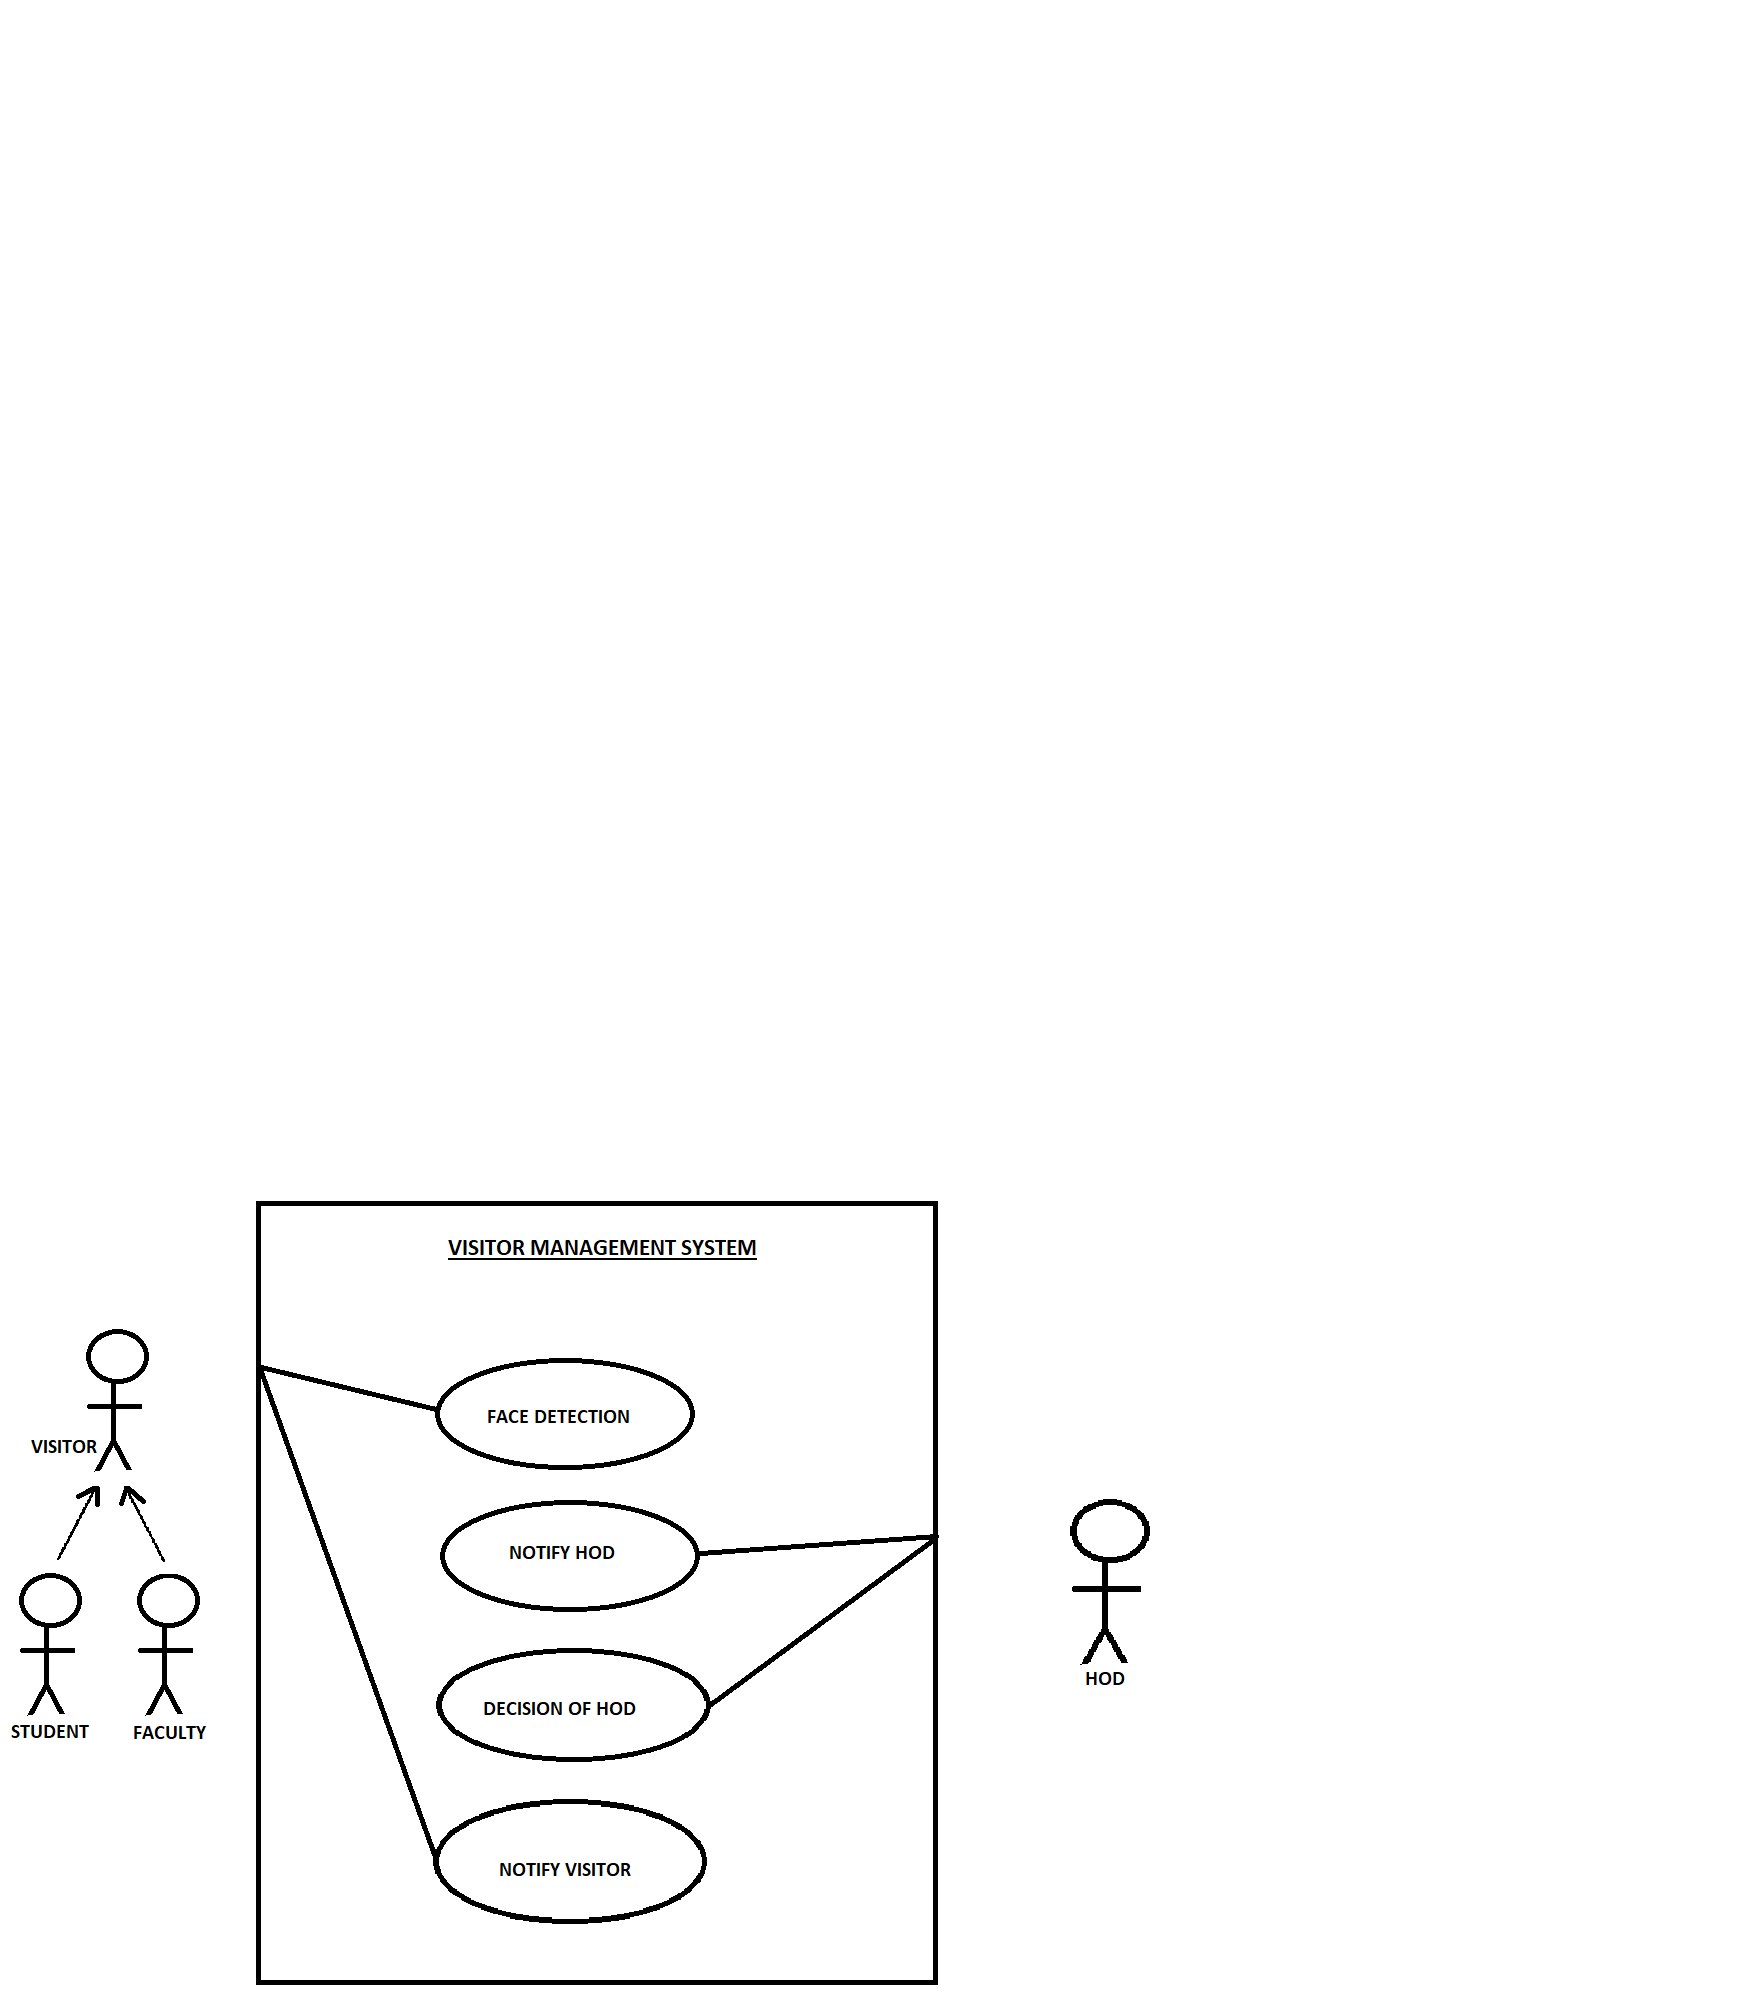 VISITOR MANAGEMENT SYSTEM
FACE DETECTION
VISITOR
NOTIFY HOD
HOD
DECISION OF HOD
STUDENT
FACULTY
NOTIFY VISITOR